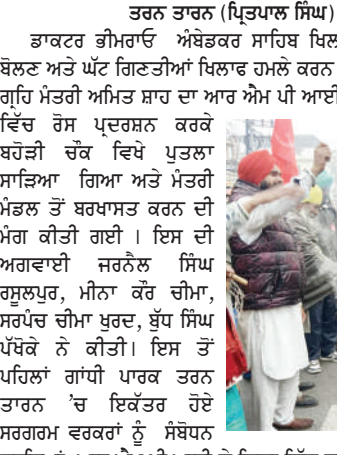 ਤਰਨ ਤਾਰਨ (ਪ੍ਰਿਤਪਾਲ ਸਿੰਘ)
ਡਾਕਟਰ ਭੀਮਰਾਓ ਅੰਬੇਡਕਰ ਸਾਹਿਬ ਖਿਲ
ਬੋਲਣ ਅਤੇ ਘੱਟ ਗਿਣਤੀਆਂ ਖਿਲਾਫ ਹਮਲੇ ਕਰਨ
ਗ੍ਰਹਿ ਮੰਤਰੀ ਅਮਿਤ ਸ਼ਾਹ ਦਾ ਆਰ ਐਮ ਪੀ ਆਈ
ਵਿੱਚ ਰੋਸ ਪ੍ਰਦਰਸ਼ਨ ਕਰਕੇ
ਬਹੋੜੀ ਚੌਕ ਵਿਖੇ ਪੁਤਲਾ
ਸਾੜਿਆ ਗਿਆ ਅਤੇ ਮੰਤਰੀ
ਮੰਡਲ ਤੋਂ ਬਰਖਾਸਤ ਕਰਨ ਦੀ
ਮੰਗ ਕੀਤੀ ਗਈ । ਇਸ ਦੀ
ਅਗਵਾਈ ਜਰਨੈਲ ਸਿੰਘ
ਰਸੂਲਪੁਰ, ਮੀਨਾ ਕੌਰ ਚੀਮਾ,
ਸਰਪੰਚ ਚੀਮਾ ਖੁਰਦ, ਬੁੱਧ ਸਿੰਘ
ਪੱਖੋਕੇ ਨੇ ਕੀਤੀ। ਇਸ ਤੋਂ
ਪਹਿਲਾਂ ਗਾਂਧੀ ਪਾਰਕ ਤਰਨ
ਤਾਰਨ 'ਚ ਇਕੱਤਰ ਹੋਏ
ਸਰਗਰਮ ਵਰਕਰਾਂ ਨੂੰ ਸੰਬੋਧਨ